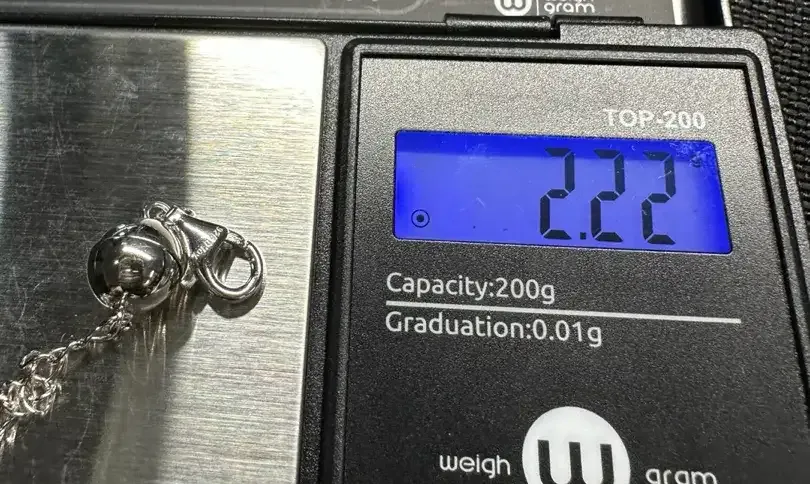 gram
TOP-200
2.22
Capacity:200g
Graduation:0.01g
weigh gram